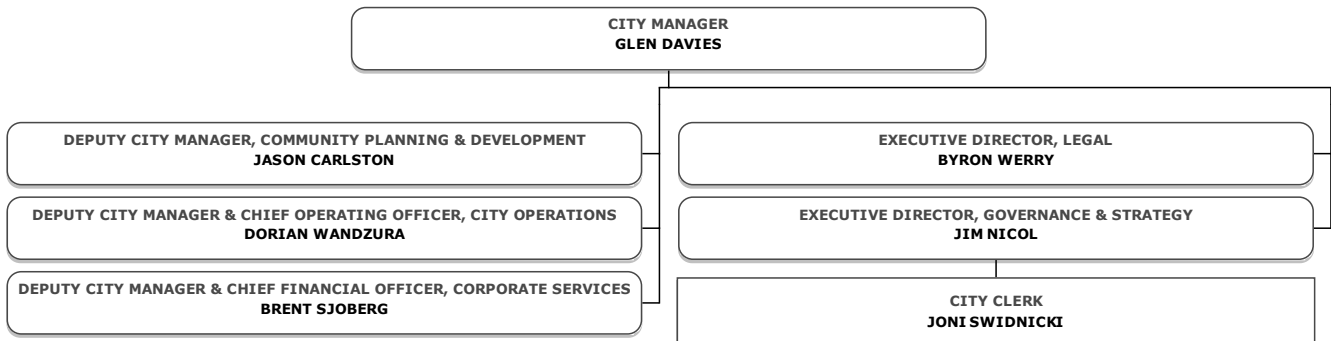 CITY MANAGER
GLEN DAVIES
DEPUTY CITY MANAGER, COMMUNITY PLANNING & DEVELOPMENT
JASON CARLSTON
DEPUTY CITY MANAGER & CHIEF OPERATING OFFICER, CITY OPERATIONS
DORIAN WANDZURA
DEPUTY CITY MANAGER & CHIEF FINANCIAL OFFICER, CORPORATE SERVICES
BRENT SJOBERG
EXECUTIVE DIRECTOR, LEGAL
BYRON WERRY
EXECUTIVE DIRECTOR, GOVERNANCE & STRATEGY
JIM NICOL
CITY CLERK
JONI SWIDNICKI